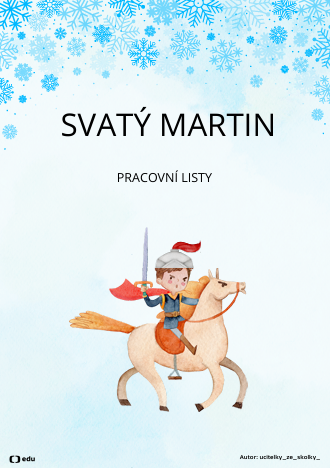 SVATÝ MARTIN
PRACOVNÍ LISTY
edu
Autor: ucitelky_ze_skolky_